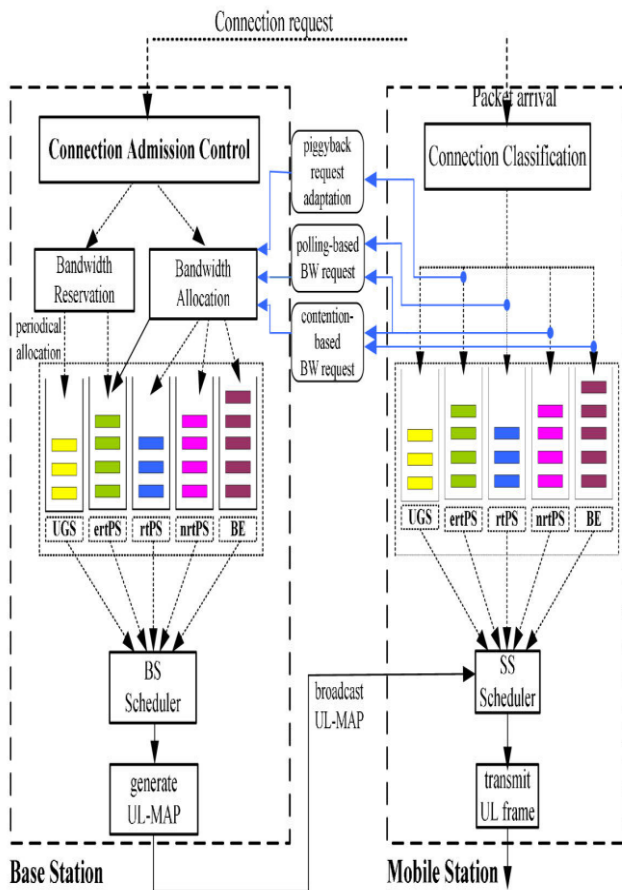 Connection request
Packet arrival
Connection Admission Control
piggyback
request
adaptation
Connection Classification
polling-based
BW request
Bandwidth
Reservation
Bandwidth
Allocation
contention-
based
BW request
periodical
allocation
UGS
ertPS
rtPS
nrtPS
BE
UGS
ertPS
rtPS
nrtPS
BE
BS
Scheduler
broadcast
UL-MAP
SS
Scheduler
generate
UL-MAP
transmit
UL frame
Base Station
Mobile Station